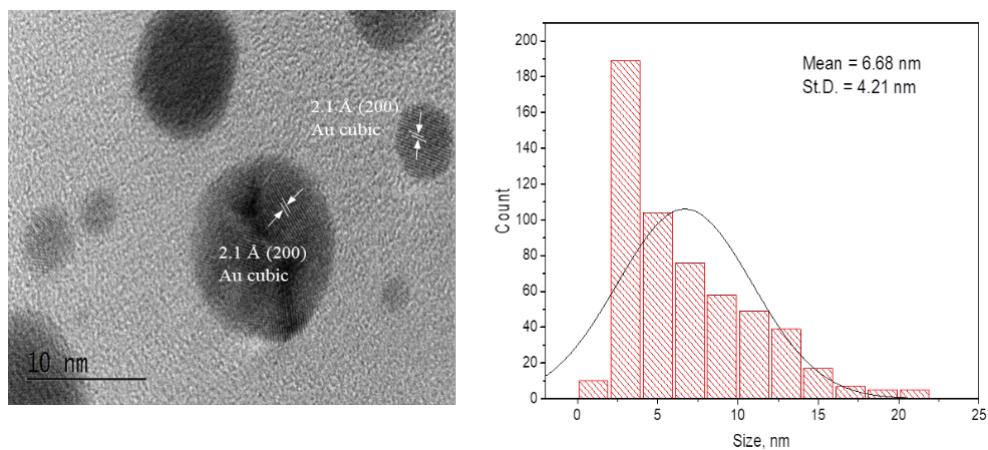 2.1 Å (200)
Au cubic
2.1 Å (200)
Au cubic
10 nm
Mean = 6.68 nm
St.D. = 4.21 nm
200
180
160
140
120
100
80
60
40
20
0
Count
0 5 10 15 20 25
Size, nm